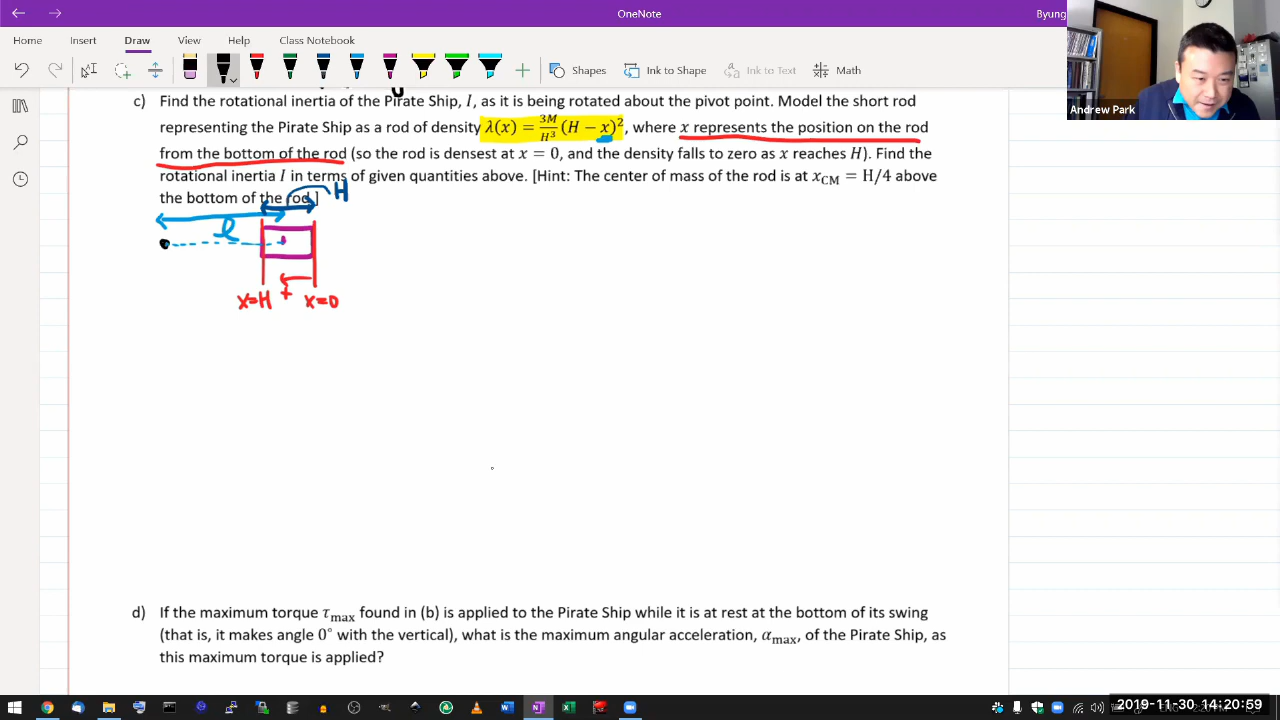 OneNote
Byung
Home Insert Draw View Help Class Notebook
Shapes Ink to Shape Ink to Text Math
Andrew Park
c) Find the rotational inertia of the Pirate Ship, I, as it is being rotated about the pivot point. Model the short rod
representing the Pirate Ship as a rod of density λ(x) = 3M/H³ (H − x)², where x represents the position on the rod
from the bottom of the rod (so the rod is densest at x = 0, and the density falls to zero as x reaches H). Find the
rotational inertia I in terms of given quantities above. [Hint: The center of mass of the rod is at xCM = H/4 above
the bottom of the rod.]
H
ℓ
+
x=H x=0
d) If the maximum torque τmax found in (b) is applied to the Pirate Ship while it is at rest at the bottom of its swing
(that is, it makes angle 0° with the vertical), what is the maximum angular acceleration, αmax, of the Pirate Ship, as
this maximum torque is applied?
2019-11-30 14:20:59